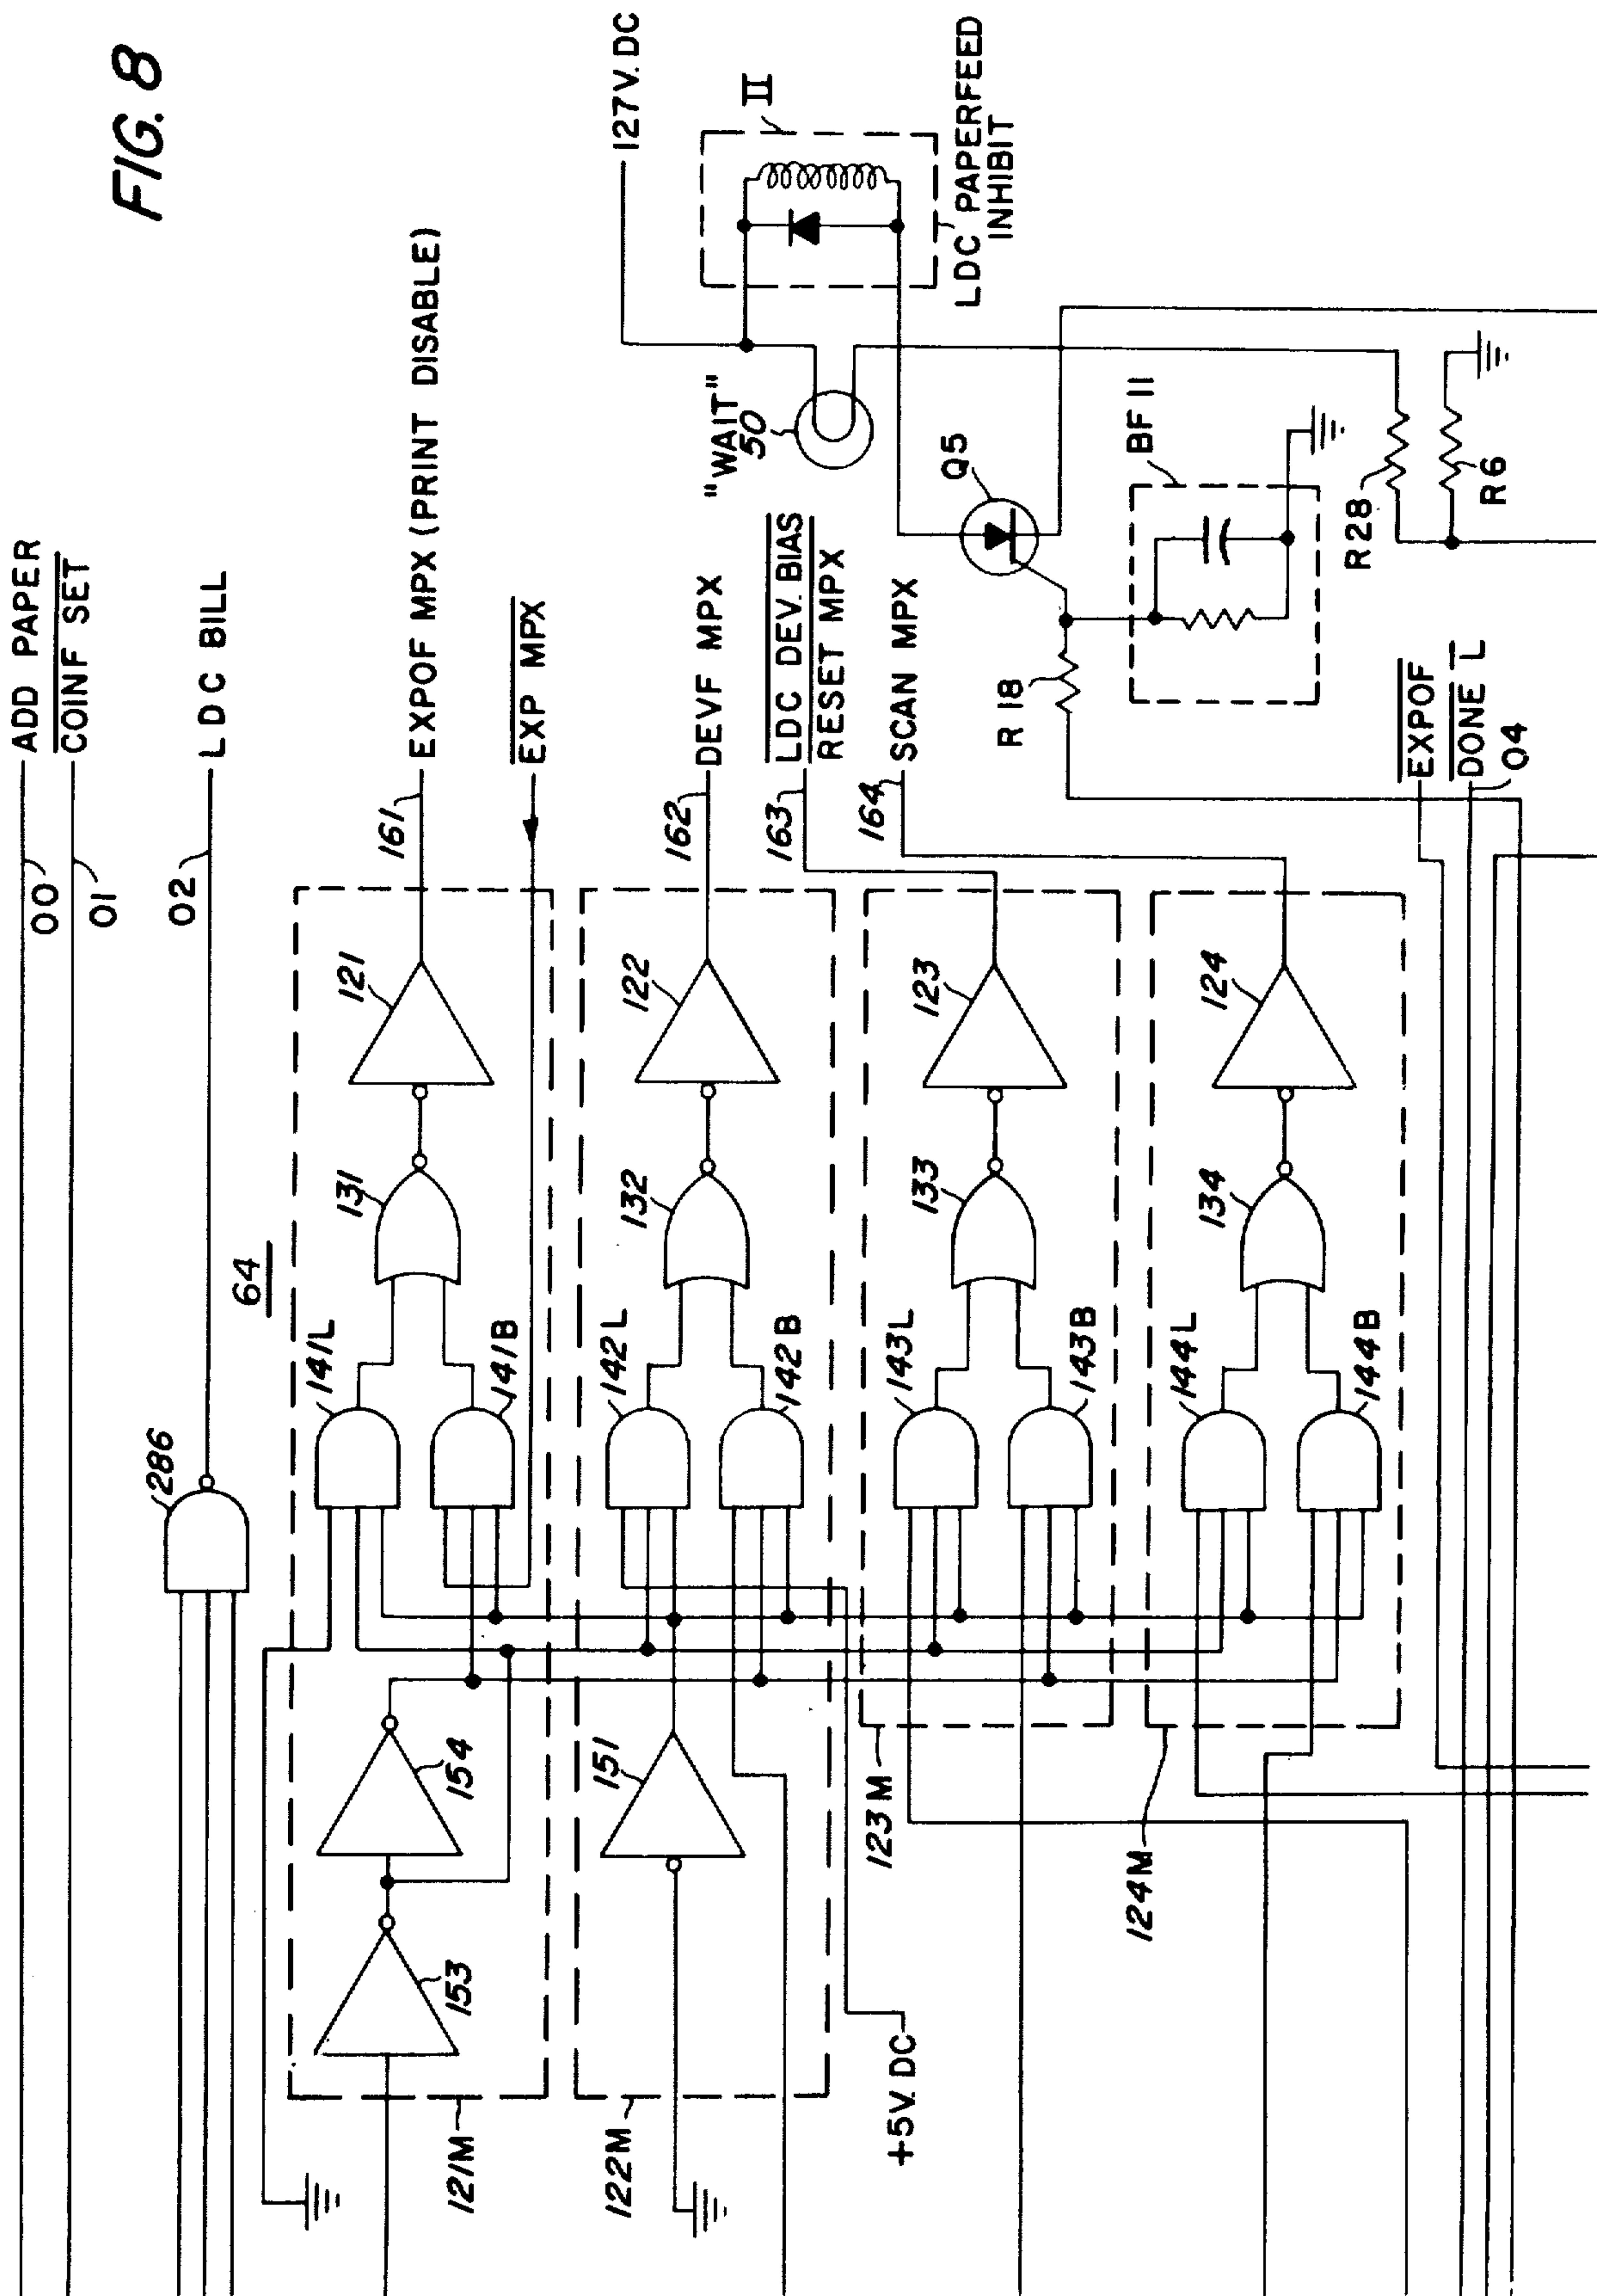 FIG. 8
ADD PAPER
COINF SET
00
01
LDC BILL
02
286
64
EXPOF MPX (PRINT DISABLE)
161
EXP MPX
121
131
141L
141B
154
153
121M
DEVF MPX
162
122
132
142L
142B
151
122M
+5V.DC
LDC DEV. BIAS
RESET MPX
163
123
133
143L
143B
123M
SCAN MPX
164
124
134
144L
144B
124M
127V.DC
II
LDC PAPERFEED
INHIBIT
"WAIT"
50
Q5
R18
BF11
R28
R6
EXPOF
DONE L
04